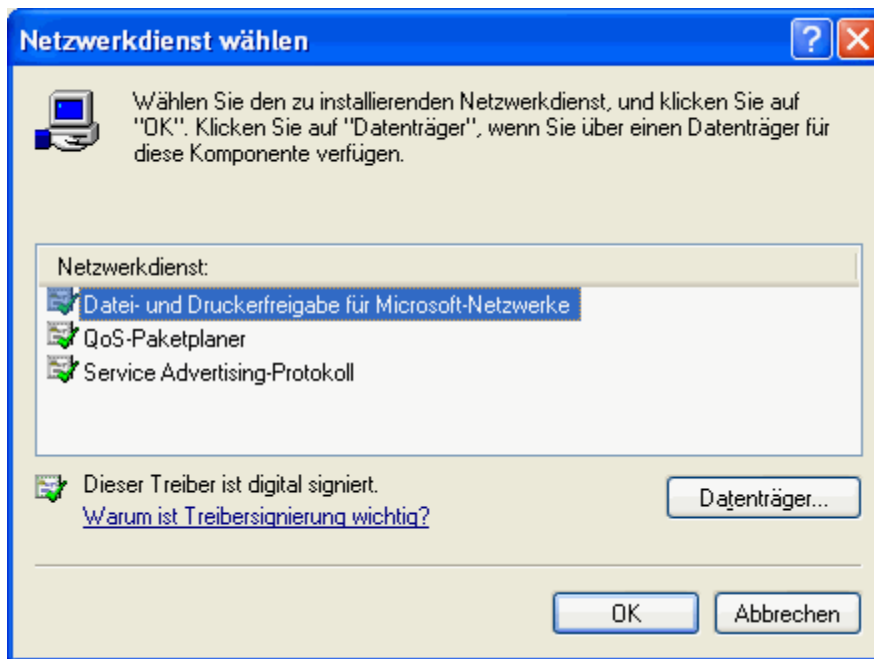 Netzwerkdienst wählen
Wählen Sie den zu installierenden Netzwerkdienst, und klicken Sie auf
"OK". Klicken Sie auf "Datenträger", wenn Sie über einen Datenträger für
diese Komponente verfügen.
Netzwerkdienst:
Datei- und Druckerfreigabe für Microsoft-Netzwerke
QoS-Paketplaner
Service Advertising-Protokoll
Dieser Treiber ist digital signiert.
Warum ist Treibersignierung wichtig?
Datenträger...
OK
Abbrechen